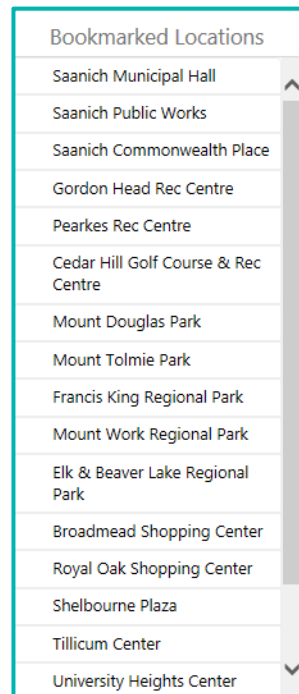 Bookmarked Locations
Saanich Municipal Hall
Saanich Public Works
Saanich Commonwealth Place
Gordon Head Rec Centre
Pearkes Rec Centre
Cedar Hill Golf Course & Rec
Centre
Mount Douglas Park
Mount Tolmie Park
Francis King Regional Park
Mount Work Regional Park
Elk & Beaver Lake Regional
Park
Broadmead Shopping Center
Royal Oak Shopping Center
Shelbourne Plaza
Tillicum Center
University Heights Center